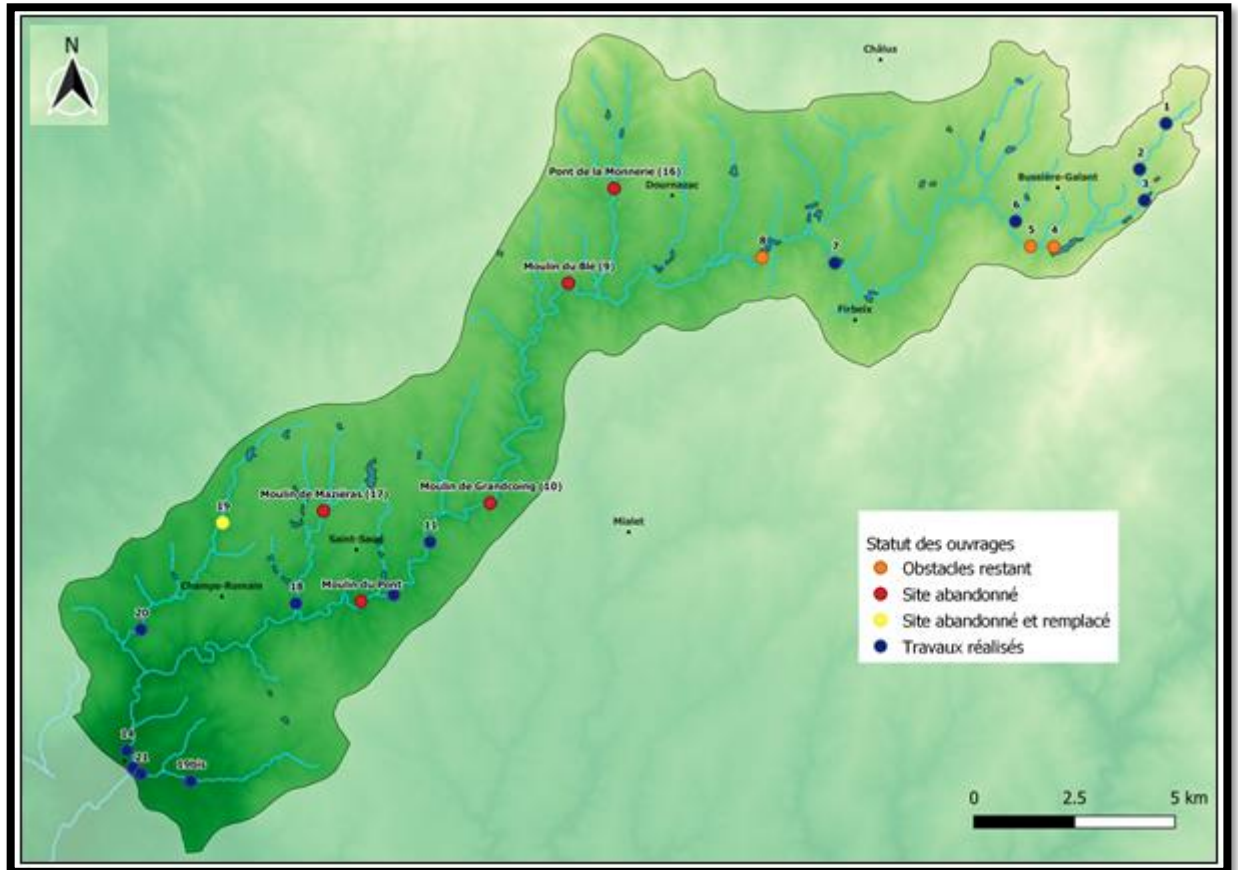 N
Châlus
1
2
3
Pont de la Monnerie (16)
Dournazac
Bussière-Galant
6
5
4
8
7
Moulin du Blé (9)
Firbeix
19
Moulin de Maziéras (17)
Moulin de Grandcoing (10)
Mialet
Saint-Saud
11
Champs-Romain
18
Moulin du Pont
20
14
21
19bis
Statut des ouvrages
Obstacles restant
Site abandonné
Site abandonné et remplacé
Travaux réalisés
0
2.5
5 km